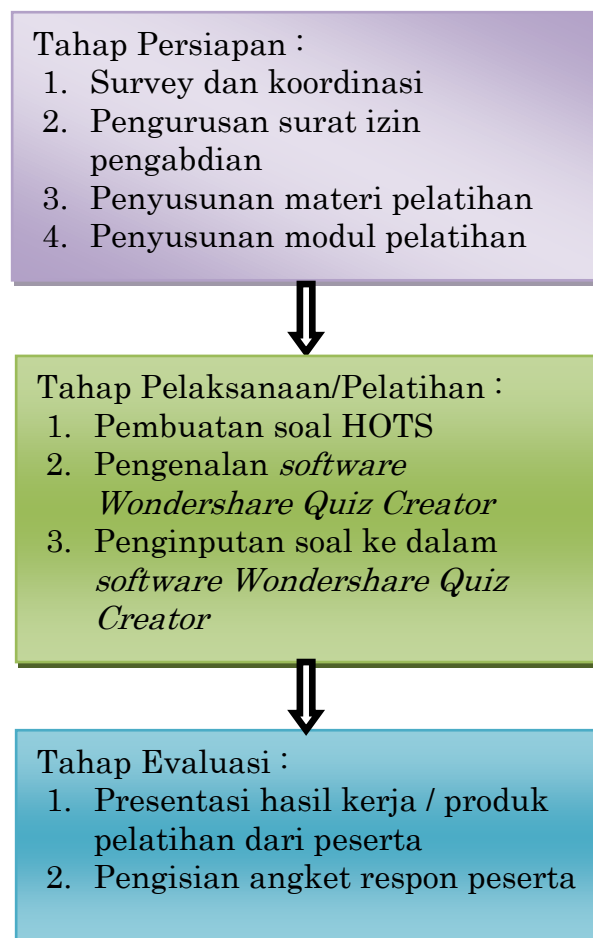 Tahap Persiapan :
1. Survey dan koordinasi
2. Pengurusan surat izin
pengabdian
3. Penyusunan materi pelatihan
4. Penyusunan modul pelatihan
Tahap Pelaksanaan/Pelatihan :
1. Pembuatan soal HOTS
2. Pengenalan software
Wondershare Quiz Creator
3. Penginputan soal ke dalam
software Wondershare Quiz
Creator
Tahap Evaluasi :
1. Presentasi hasil kerja / produk
pelatihan dari peserta
2. Pengisian angket respon peserta